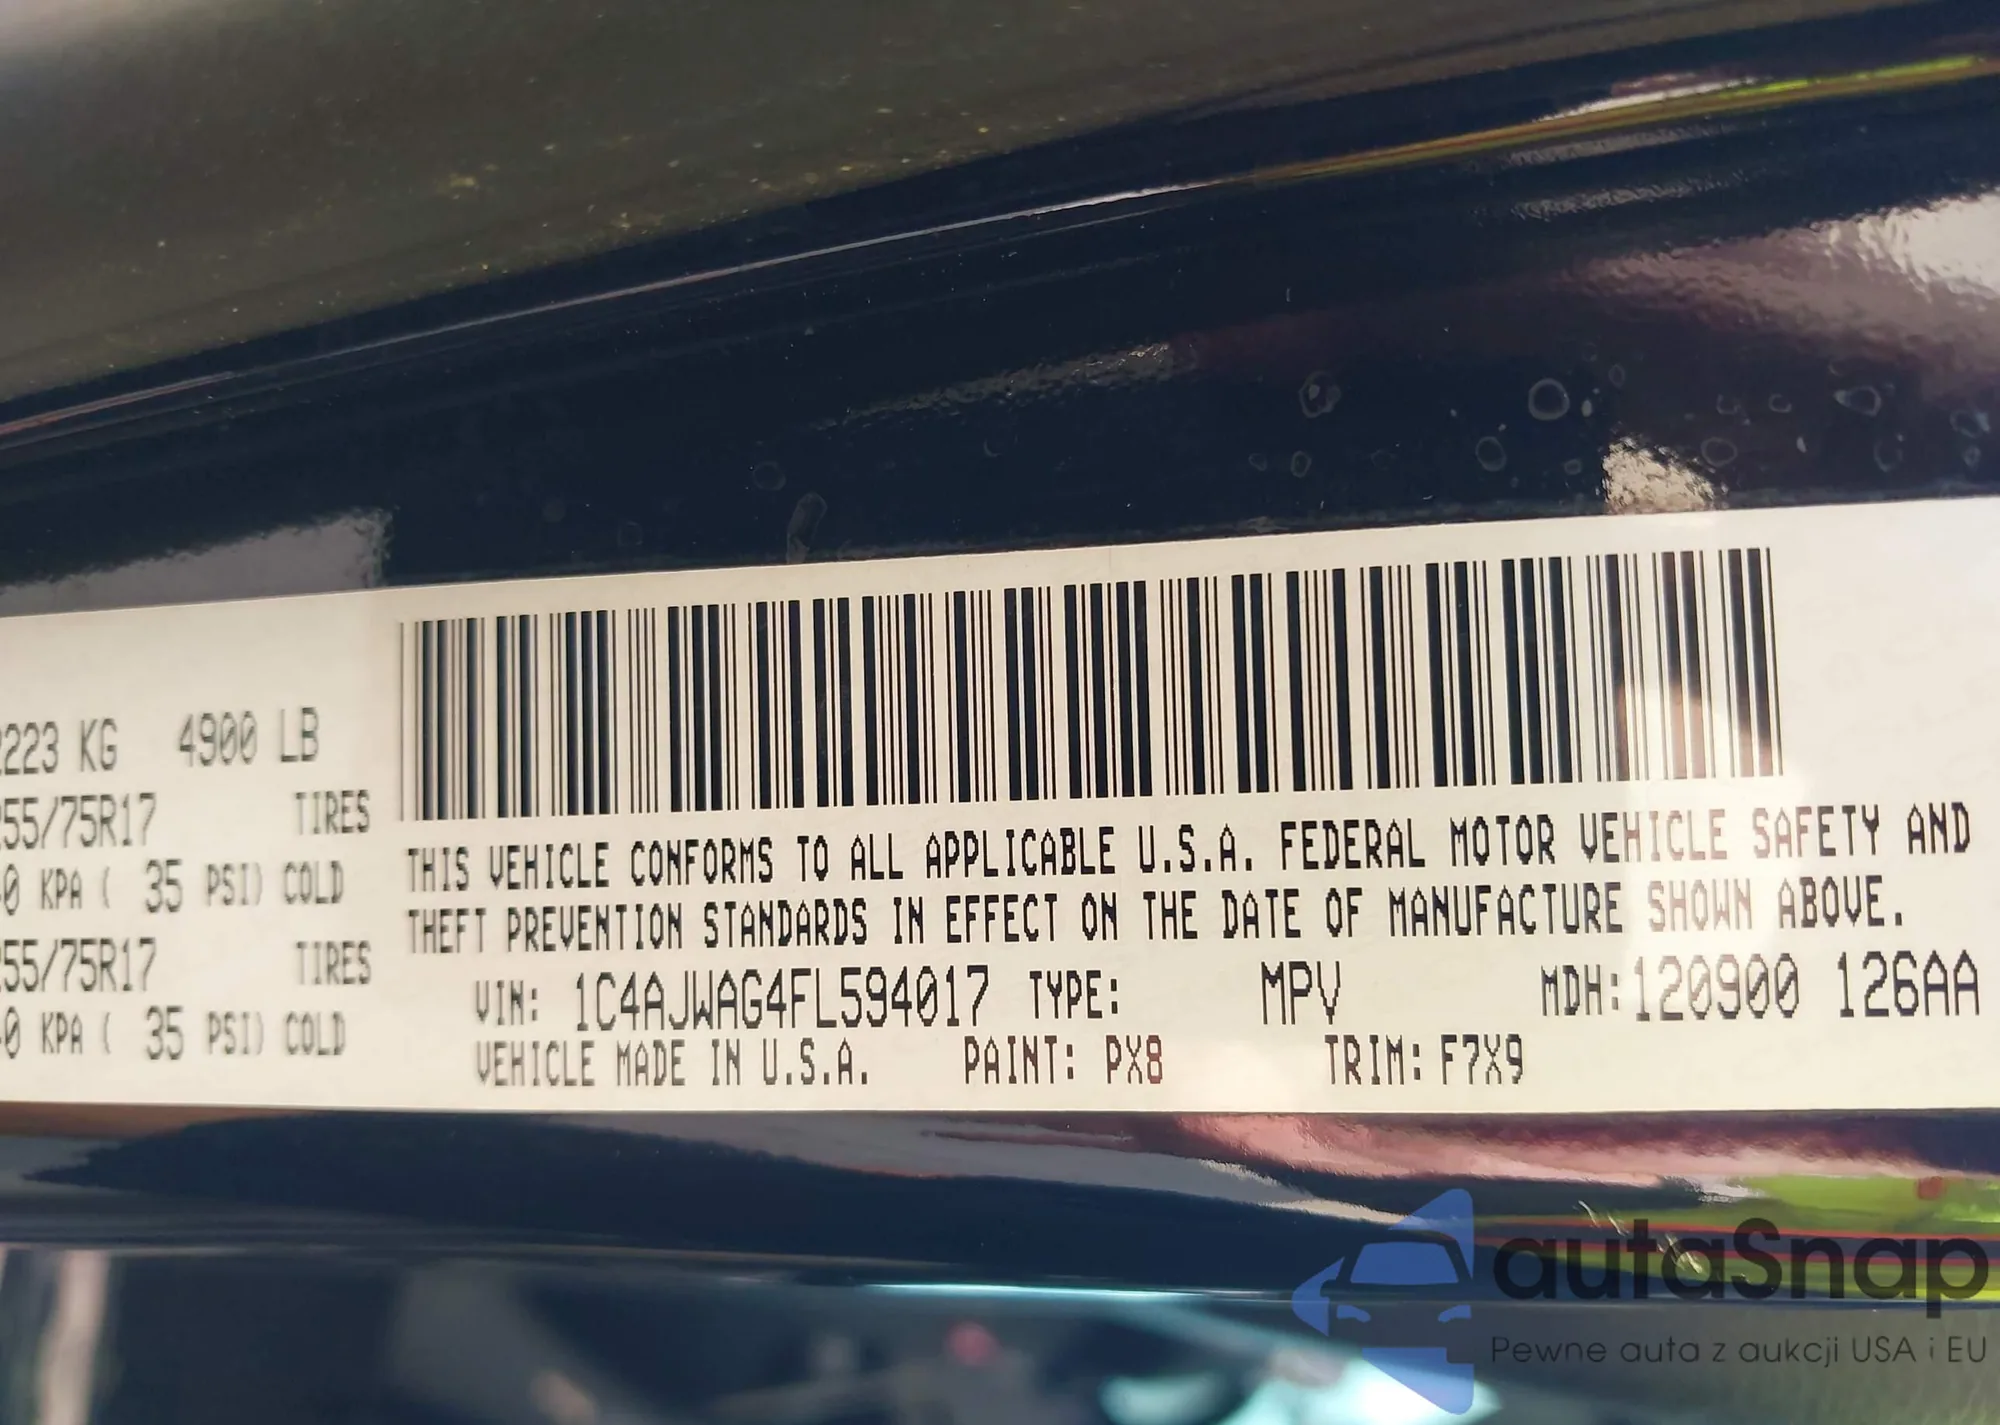 2223 KG 4900 LB
255/75R17 TIRES
0 KPA ( 35 PSI) COLD
255/75R17 TIRES
0 KPA ( 35 PSI) COLD
THIS VEHICLE CONFORMS TO ALL APPLICABLE U.S.A. FEDERAL MOTOR VEHICLE SAFETY AND
THEFT PREVENTION STANDARDS IN EFFECT ON THE DATE OF MANUFACTURE SHOWN ABOVE.
VIN: 1C4AJWAG4FL594017 TYPE: MPV MDH: 120900 126AA
VEHICLE MADE IN U.S.A. PAINT: PX8 TRIM: F7X9
autaSnap
Pewne auta z aukcji USA i EU